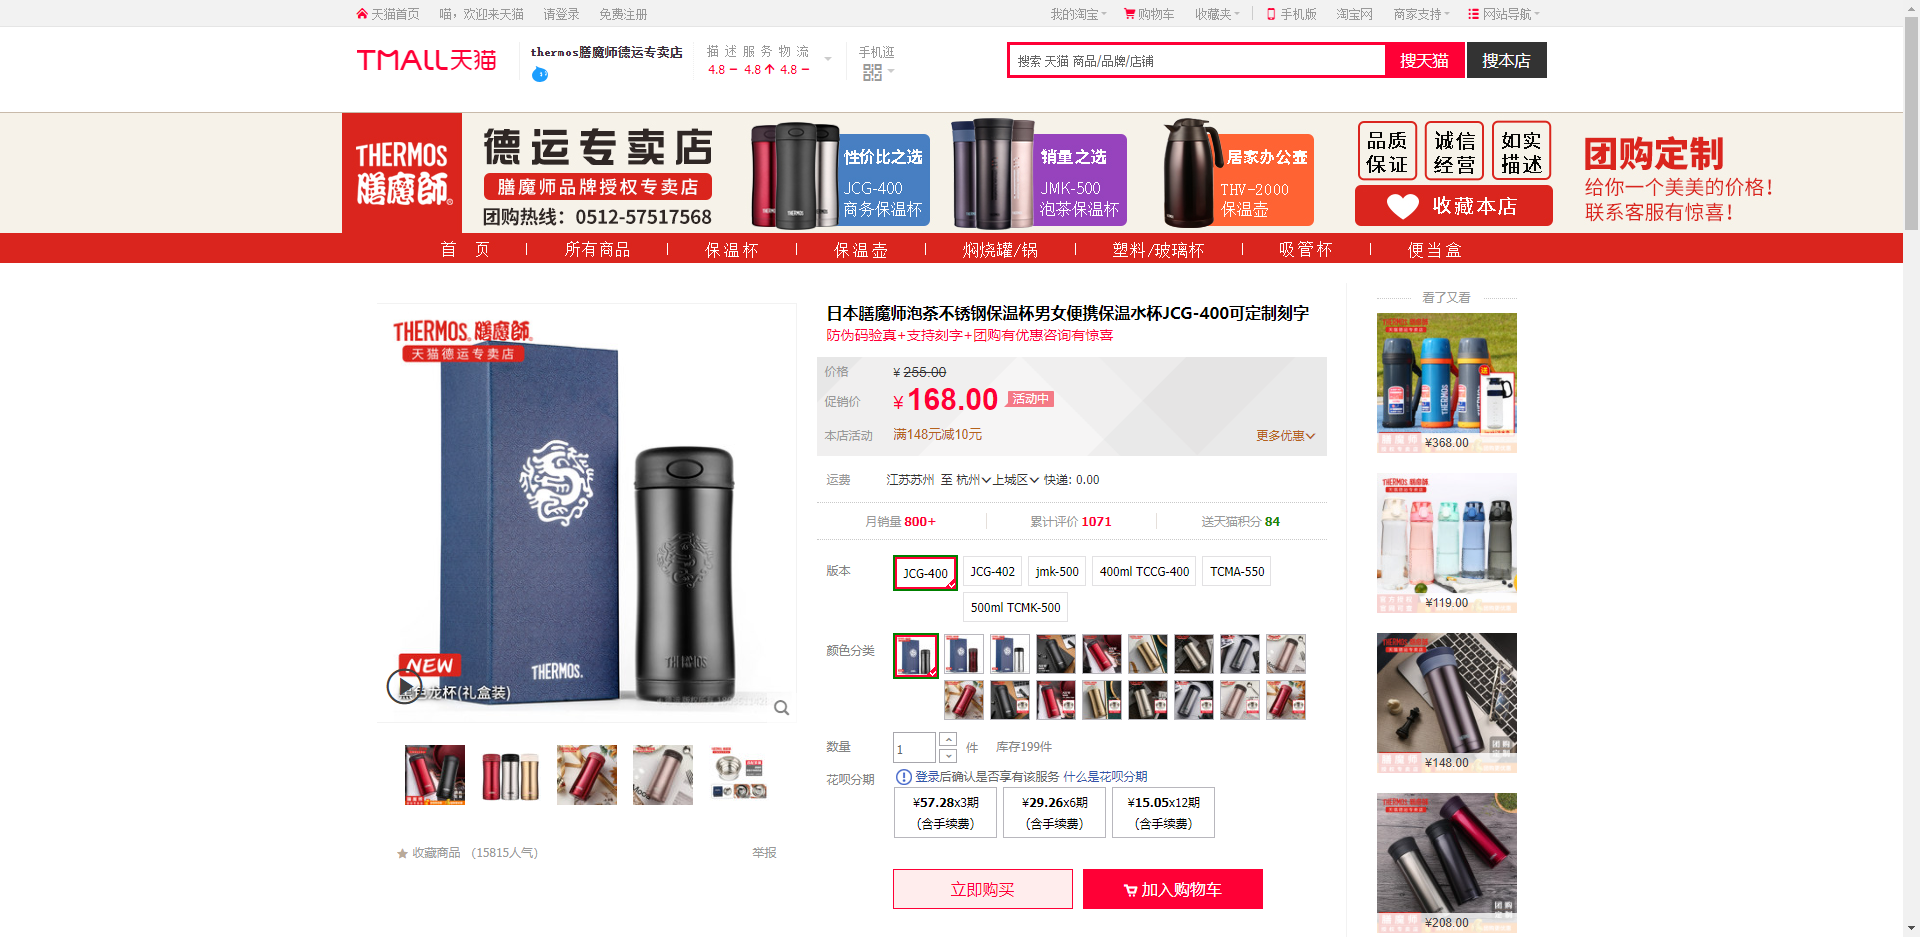 天猫首页 喵，欢迎来天猫 请登录 免费注册 我的淘宝 购物车 收藏夹 手机版 淘宝网 商家支持 网站导航
TMALL天猫
thermos膳魔师德运专卖店
描述 服务 物流
4.8 4.8 4.8
手机逛
搜索 天猫 商品/品牌/店铺
搜天猫
搜本店
THERMOS
膳魔師
德运专卖店
膳魔师品牌授权专卖店
团购热线：0512-57517568
性价比之选
JCG-400
商务保温杯
销量之选
JMK-500
泡茶保温杯
居家办公壶
THV-2000
保温壶
品质保证
诚信经营
如实描述
收藏本店
团购定制
给你一个美美的价格！
联系客服有惊喜！
首 页 所有商品 保温杯 保温壶 焖烧罐/锅 塑料/玻璃杯 吸管杯 便当盒
THERMOS. 膳魔師.
天猫德运专卖店
THERMOS.
THERMOS
NEW
龙杯(礼盒装)
收藏商品 (15815人气)
举报
日本膳魔师泡茶不锈钢保温杯男女便携保温水杯JCG-400可定制刻字
防伪码验真+支持刻字+团购有优惠咨询有惊喜
价格 ¥255.00
促销价 ¥168.00 活动中
本店活动 满148元减10元 更多优惠
运费 江苏苏州 至 杭州 上城区 快递: 0.00
月销量 800+ 累计评价 1071 送天猫积分 84
版本 JCG-400 JCG-402 jmk-500 400ml TCCG-400 TCMA-550
500ml TCMK-500
颜色分类
数量 1 件 库存199件
花呗分期 登录后确认是否享有该服务 什么是花呗分期
¥57.28x3期 ¥29.26x6期 ¥15.05x12期
(含手续费) (含手续费) (含手续费)
立即购买 加入购物车
看了又看
¥368.00
¥119.00
¥148.00
¥208.00